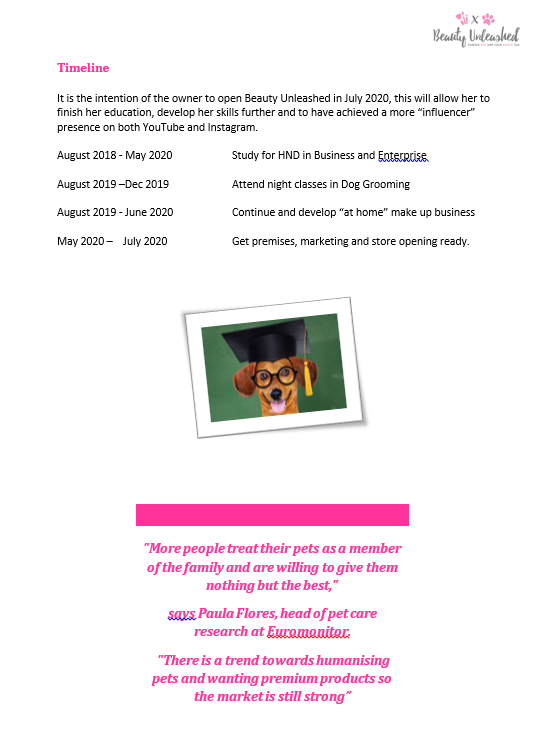 Beauty Unleashed
Timeline
It is the intention of the owner to open Beauty Unleashed in July 2020, this will allow her to
finish her education, develop her skills further and to have achieved a more “influencer”
presence on both YouTube and Instagram.
August 2018 - May 2020 Study for HND in Business and Enterprise
August 2019 –Dec 2019 Attend night classes in Dog Grooming
August 2019 - June 2020 Continue and develop “at home” make up business
May 2020 – July 2020 Get premises, marketing and store opening ready.
"More people treat their pets as a member
of the family and are willing to give them
nothing but the best,"
says Paula Flores, head of pet care
research at Euromonitor.
"There is a trend towards humanising
pets and wanting premium products so
the market is still strong"